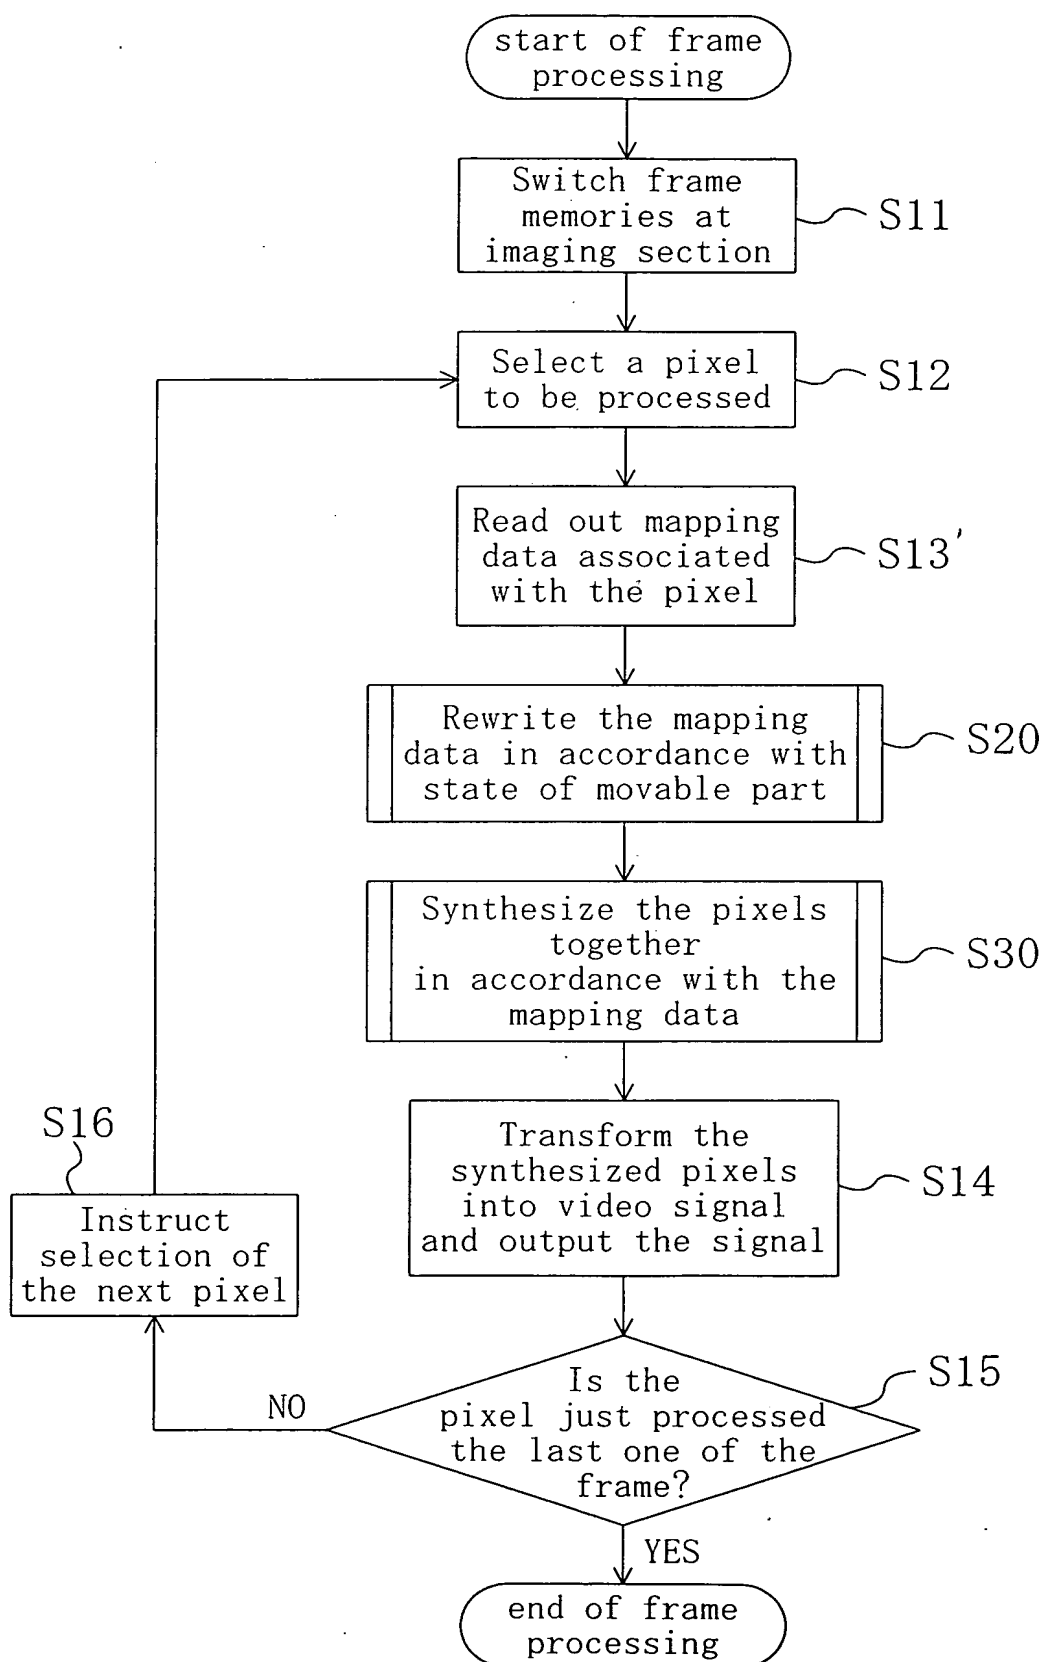 start of frame
processing
Switch frame
memories at
imaging section
S11
Select a pixel
to be processed
S12
Read out mapping
data associated
with the pixel
S13'
Rewrite the mapping
data in accordance with
state of movable part
S20
Synthesize the pixels
together
in accordance with the
mapping data
S30
Transform the
synthesized pixels
into video signal
and output the signal
S14
S16
Instruct
selection of
the next pixel
Is the
pixel just processed
the last one of the
frame?
S15
NO
YES
end of frame
processing